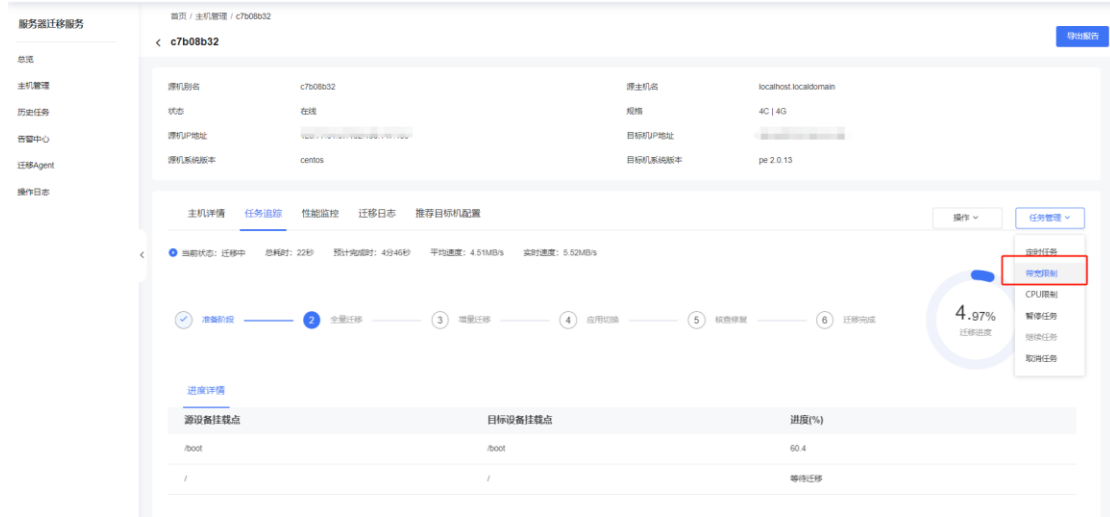 服务器迁移服务
总览
主机管理
历史任务
告警中心
迁移Agent
操作日志
首页 / 主机管理 / c7b08b32
c7b08b32
导出报告
源机别名 c7b08b32 源主机名 localhost.localdomain
状态 在线 规格 4C | 4G
源机IP地址 目标机IP地址
源机系统版本 centos 目标机系统版本 pe 2.0.13
主机详情 任务追踪 性能监控 迁移日志 推荐目标机配置 操作 任务管理
当前状态：迁移中 总耗时：22秒 预计完成时：4分46秒 平均速度：4.51MB/s 实时速度：5.52MB/s
定时任务
带宽限制
CPU限制
暂停任务
继续任务
取消任务
准备阶段 2 全量迁移 3 增量迁移 4 应用切换 5 核查修复 6 迁移完成
4.97%
迁移进度
进度详情
源设备挂载点 目标设备挂载点 进度(%)
/boot /boot 60.4
/ / 等待迁移